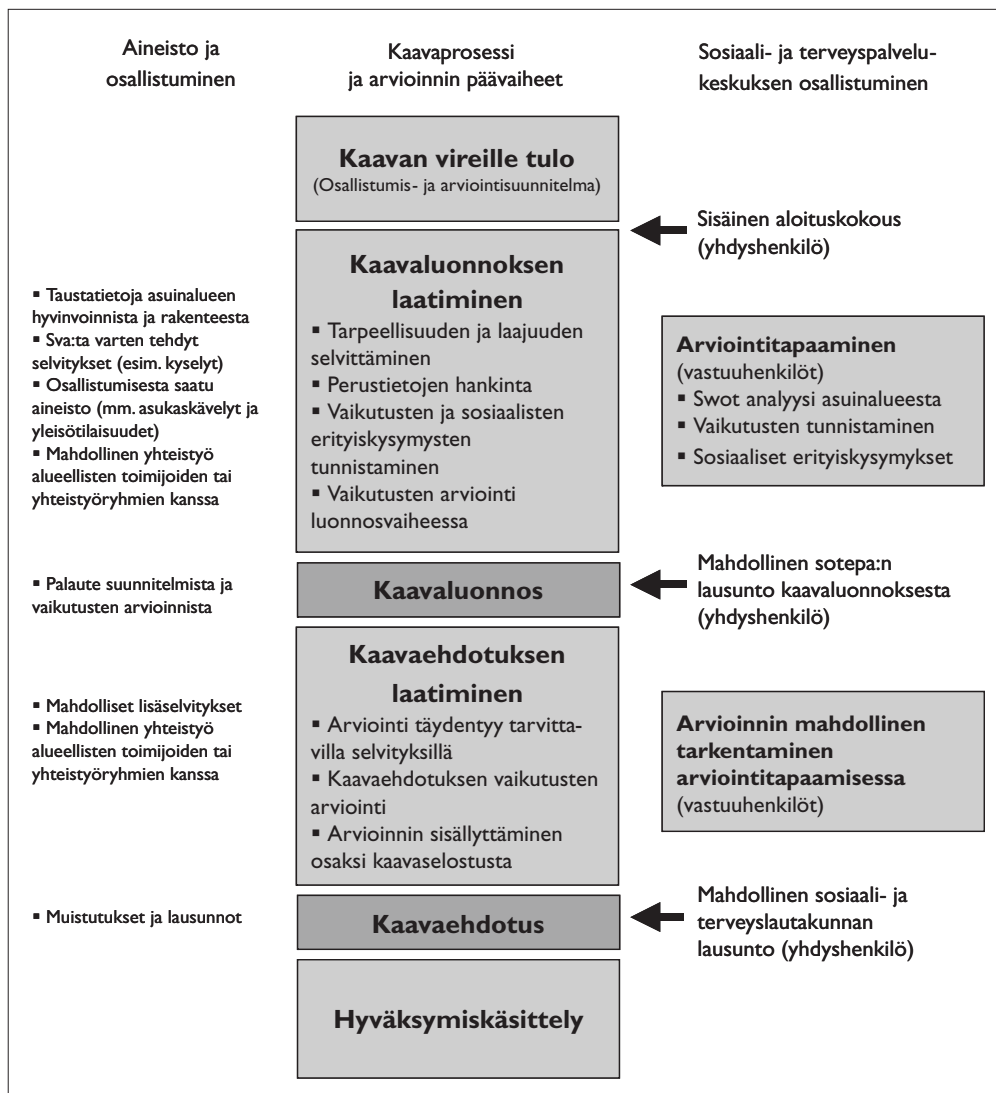 Aineisto ja
osallistuminen
Kaavaprosessi
ja arvioinnin päävaiheet
Sosiaali- ja terveyspalvelu-
keskuksen osallistuminen
Kaavan vireille tulo
(Osallistumis- ja arviointisuunnitelma)
Sisäinen aloituskokous
(yhdyshenkilö)
▪ Taustatietoja asuinalueen
hyvinvoinnista ja rakenteesta
▪ Sva:ta varten tehdyt
selvitykset (esim. kyselyt)
▪ Osallistumisesta saatu
aineisto (mm. asukaskävelyt ja
yleisötilaisuudet)
▪ Mahdollinen yhteistyö
alueellisten toimijoiden tai
yhteistyöryhmien kanssa
Kaavaluonnoksen
laatiminen
▪ Tarpeellisuuden ja laajuuden
selvittäminen
▪ Perustietojen hankinta
▪ Vaikutusten ja sosiaalisten
erityiskysymysten
tunnistaminen
▪ Vaikutusten arviointi
luonnosvaiheessa
Arviointitapaaminen
(vastuuhenkilöt)
▪ Swot analyysi asuinalueesta
▪ Vaikutusten tunnistaminen
▪ Sosiaaliset erityiskysymykset
▪ Palaute suunnitelmista ja
vaikutusten arvioinnista
Kaavaluonnos
Mahdollinen sotepa:n
lausunto kaavaluonnoksesta
(yhdyshenkilö)
▪ Mahdolliset lisäselvitykset
▪ Mahdollinen yhteistyö
alueellisten toimijoiden tai
yhteistyöryhmien kanssa
Kaavaehdotuksen
laatiminen
▪ Arviointi täydentyy tarvitta-
villa selvityksillä
▪ Kaavaehdotuksen vaikutusten
arviointi
▪ Arvioinnin sisällyttäminen
osaksi kaavaselostusta
Arvioinnin mahdollinen
tarkentaminen
arviointitapaamisessa
(vastuuhenkilöt)
▪ Muistutukset ja lausunnot
Kaavaehdotus
Mahdollinen sosiaali- ja
terveyslautakunnan
lausunto (yhdyshenkilö)
Hyväksymiskäsittely